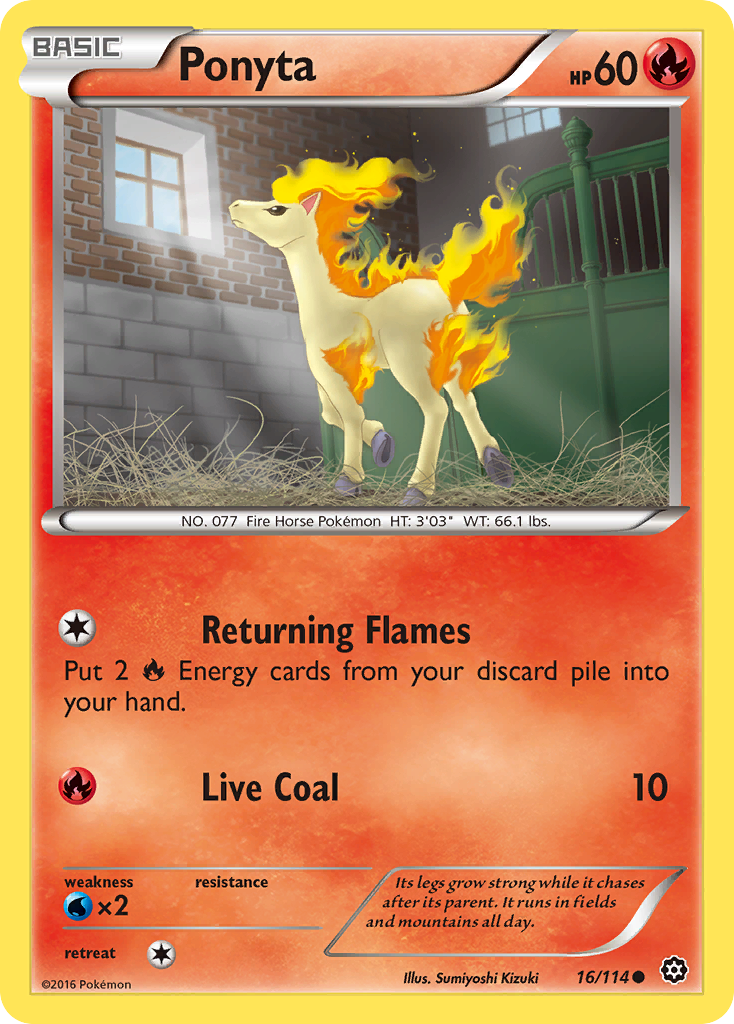 BASIC
Ponyta
HP 60
NO. 077 Fire Horse Pokémon HT: 3'03" WT: 66.1 lbs.
Returning Flames
Put 2 Energy cards from your discard pile into
your hand.
Live Coal 10
weakness resistance
×2
retreat
Its legs grow strong while it chases
after its parent. It runs in fields
and mountains all day.
©2016 Pokémon
Illus. Sumiyoshi Kizuki
16/114